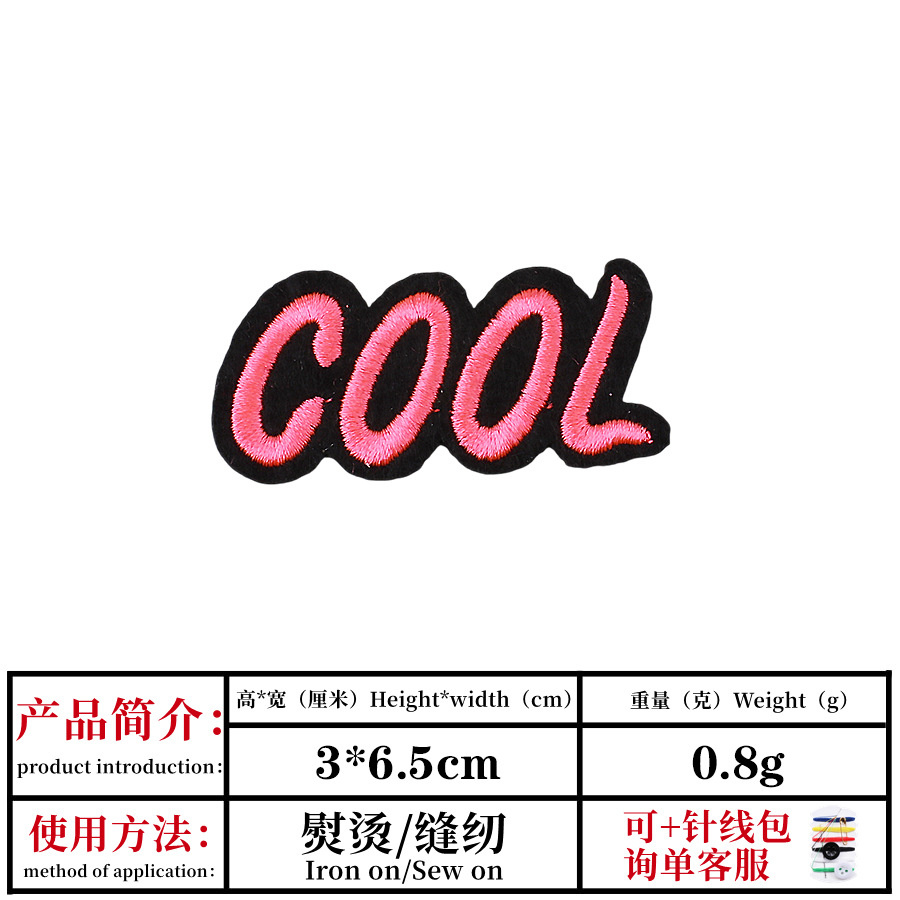 COOL
产品简介：
product introduction：
高*宽（厘米）Height*width（cm）
重量（克）Weight（g）
3*6.5cm
0.8g
使用方法：
method of application：
熨烫/缝纫
Iron on/Sew on
可+针线包
询单客服